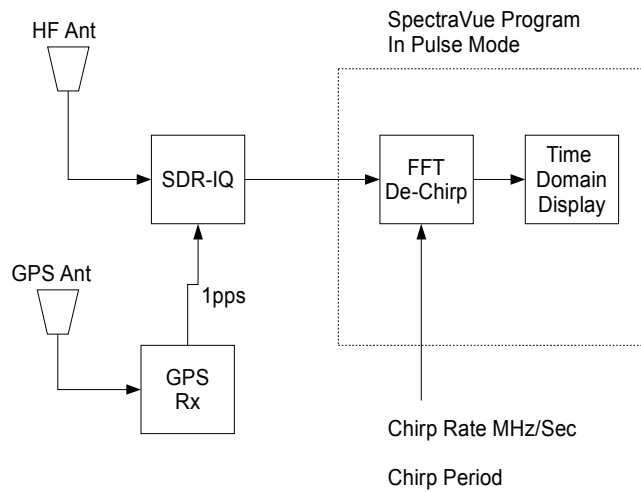 SpectraVue Program
In Pulse Mode
HF Ant
SDR-IQ
FFT
De-Chirp
Time
Domain
Display
GPS Ant
1pps
GPS
Rx
Chirp Rate MHz/Sec
Chirp Period